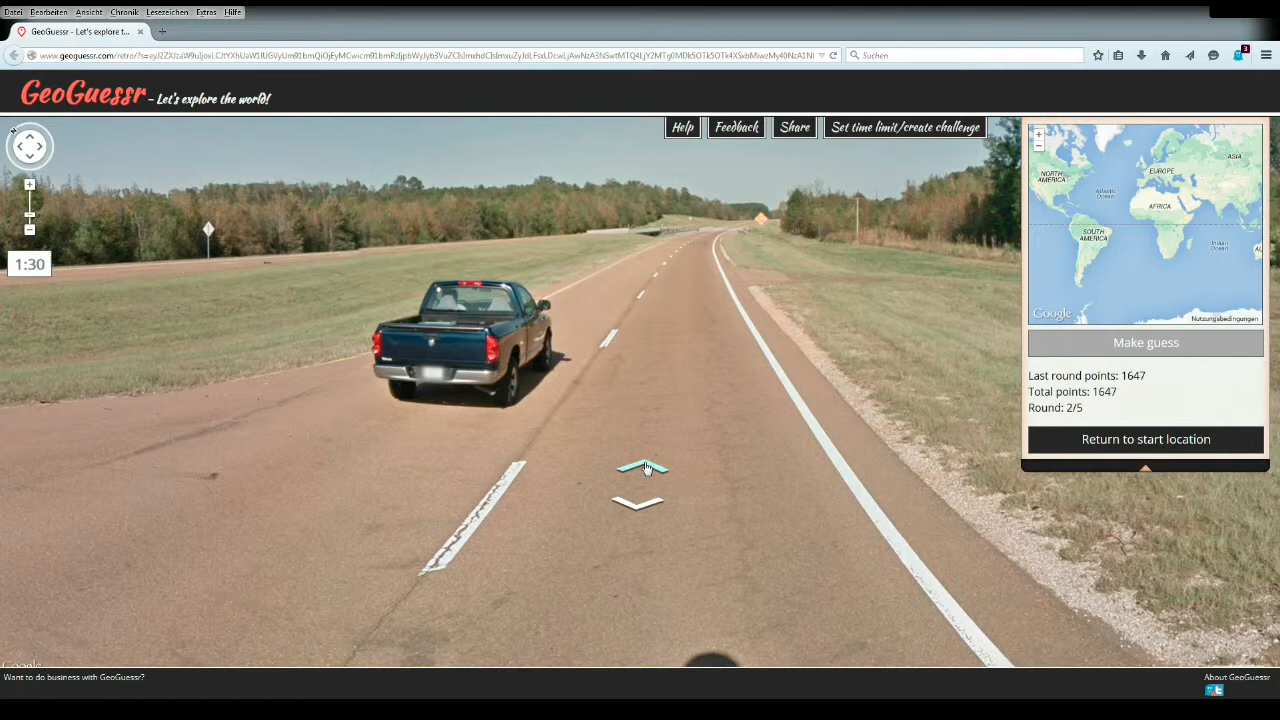 Datei Bearbeiten Ansicht Chronik Lesezeichen Extras Hilfe
GeoGuessr - Let's explore t...
Suchen
3
GeoGuessr - Let's explore the world!
Help Feedback Share Set time limit/create challenge
1:30
NORTH AMERICA
EUROPE
ASIA
Atlantic Ocean
AFRICA
SOUTH AMERICA
Indian Ocean
Google
Nutzungsbedingungen
Make guess
Last round points: 1647
Total points: 1647
Round: 2/5
Return to start location
Google
Want to do business with GeoGuessr?
About GeoGuessr